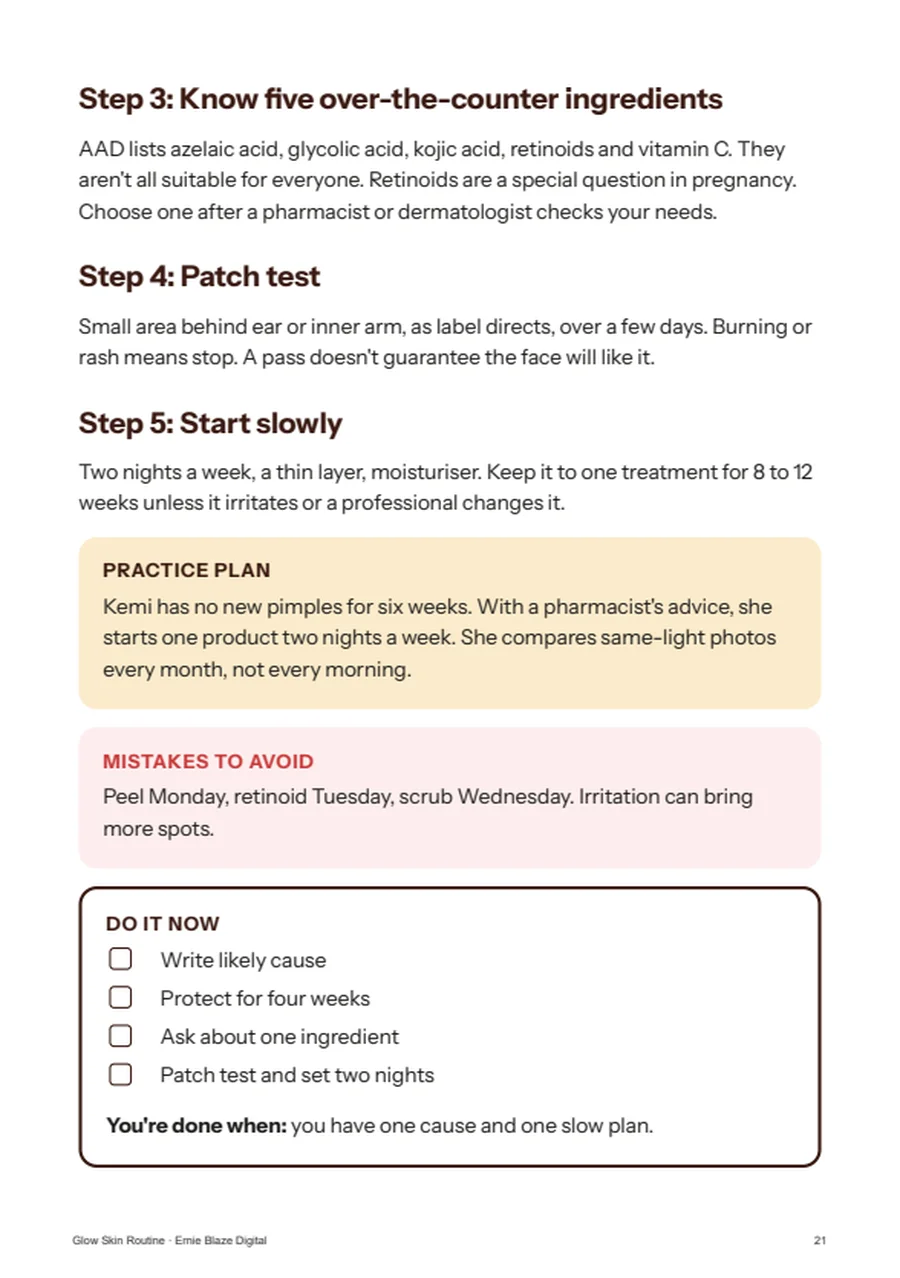 Step 3: Know five over-the-counter ingredients
AAD lists azelaic acid, glycolic acid, kojic acid, retinoids and vitamin C. They
aren't all suitable for everyone. Retinoids are a special question in pregnancy.
Choose one after a pharmacist or dermatologist checks your needs.
Step 4: Patch test
Small area behind ear or inner arm, as label directs, over a few days. Burning or
rash means stop. A pass doesn't guarantee the face will like it.
Step 5: Start slowly
Two nights a week, a thin layer, moisturiser. Keep it to one treatment for 8 to 12
weeks unless it irritates or a professional changes it.
PRACTICE PLAN
Kemi has no new pimples for six weeks. With a pharmacist's advice, she
starts one product two nights a week. She compares same-light photos
every month, not every morning.
MISTAKES TO AVOID
Peel Monday, retinoid Tuesday, scrub Wednesday. Irritation can bring
more spots.
DO IT NOW
Write likely cause
Protect for four weeks
Ask about one ingredient
Patch test and set two nights
You're done when: you have one cause and one slow plan.
Glow Skin Routine · Ernie Blaze Digital 21